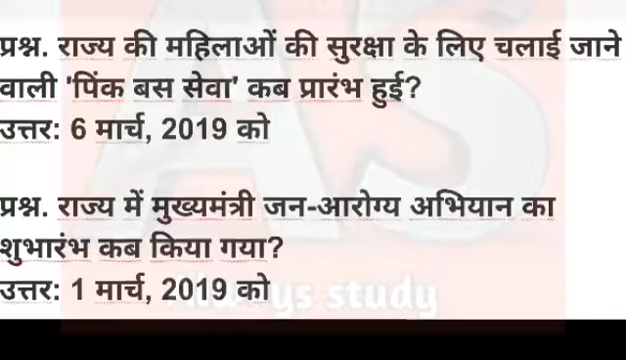 प्रश्न. राज्य की महिलाओं की सुरक्षा के लिए चलाई जाने
वाली 'पिंक बस सेवा' कब प्रारंभ हुई?
उत्तर: 6 मार्च, 2019 को
प्रश्न. राज्य में मुख्यमंत्री जन-आरोग्य अभियान का
शुभारंभ कब किया गया?
उत्तर: 1 मार्च, 2019 को
study